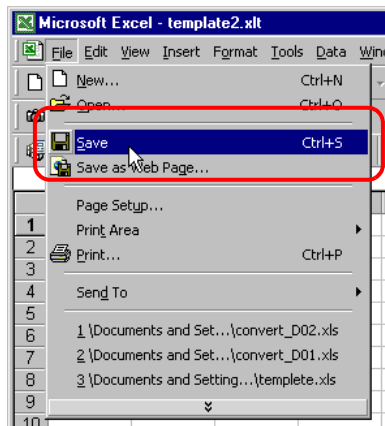 Microsoft Excel - template2.xlt
File Edit View Insert Format Tools Data
New... Ctrl+N
Open... Ctrl+O
Save Ctrl+S
Save as Web Page...
Page Setup...
Print Area
Print... Ctrl+P
Send To
1 \Documents and Set...\convert_D02.xls
2 \Documents and Set...\convert_D01.xls
3 \Documents and Setting...\templete.xls
1
2
3
4
5
6
7
8
9
10